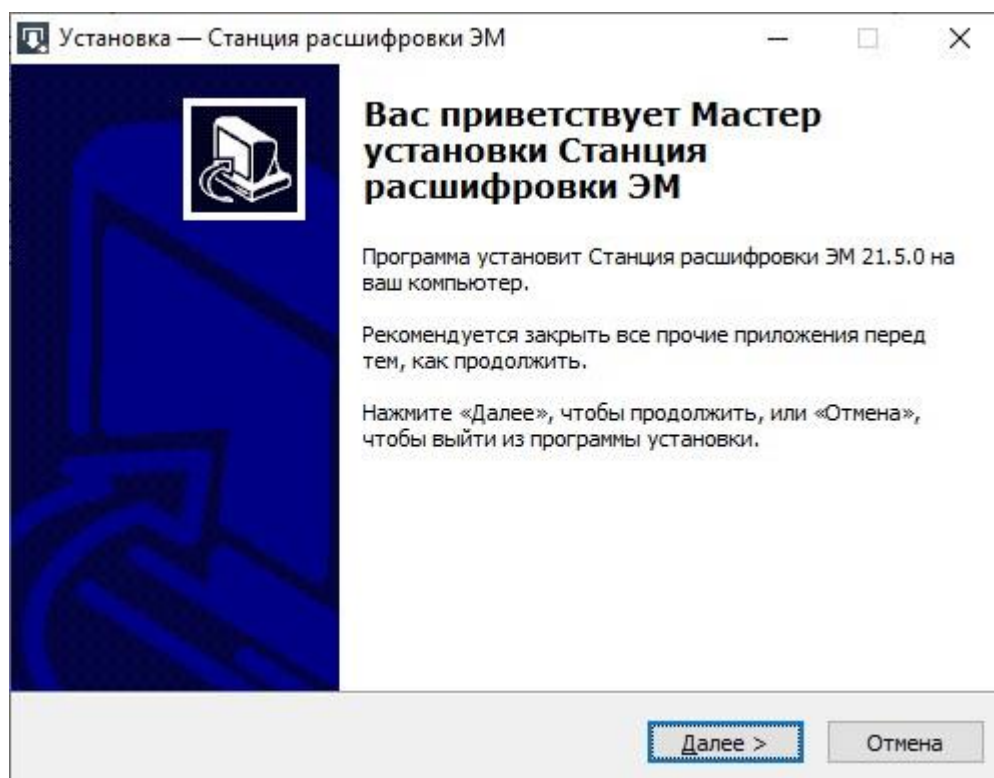 Установка — Станция расшифровки ЭМ
Вас приветствует Мастер
установки Станция
расшифровки ЭМ
Программа установит Станция расшифровки ЭМ 21.5.0 на
ваш компьютер.
Рекомендуется закрыть все прочие приложения перед
тем, как продолжить.
Нажмите «Далее», чтобы продолжить, или «Отмена»,
чтобы выйти из программы установки.
Далее >
Отмена